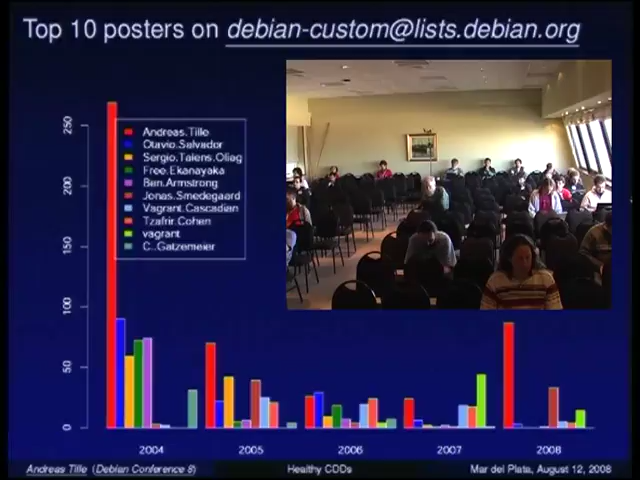 Top 10 posters on debian-custom@lists.debian.org
250
200
150
100
50
0
Andreas.Tille
Otavio.Salvador
Sergio.Talens.Oliag
Free.Ekanayaka
Ben.Armstrong
Jonas.Smedegaard
Vagrant.Cascadian
Tzafrir.Cohen
vagrant
C..Gatzemeier
2004
2005
2006
2007
2008
Andreas Tille (Debian Conference 8)
Healthy CDDs
Mar del Plata, August 12, 2008